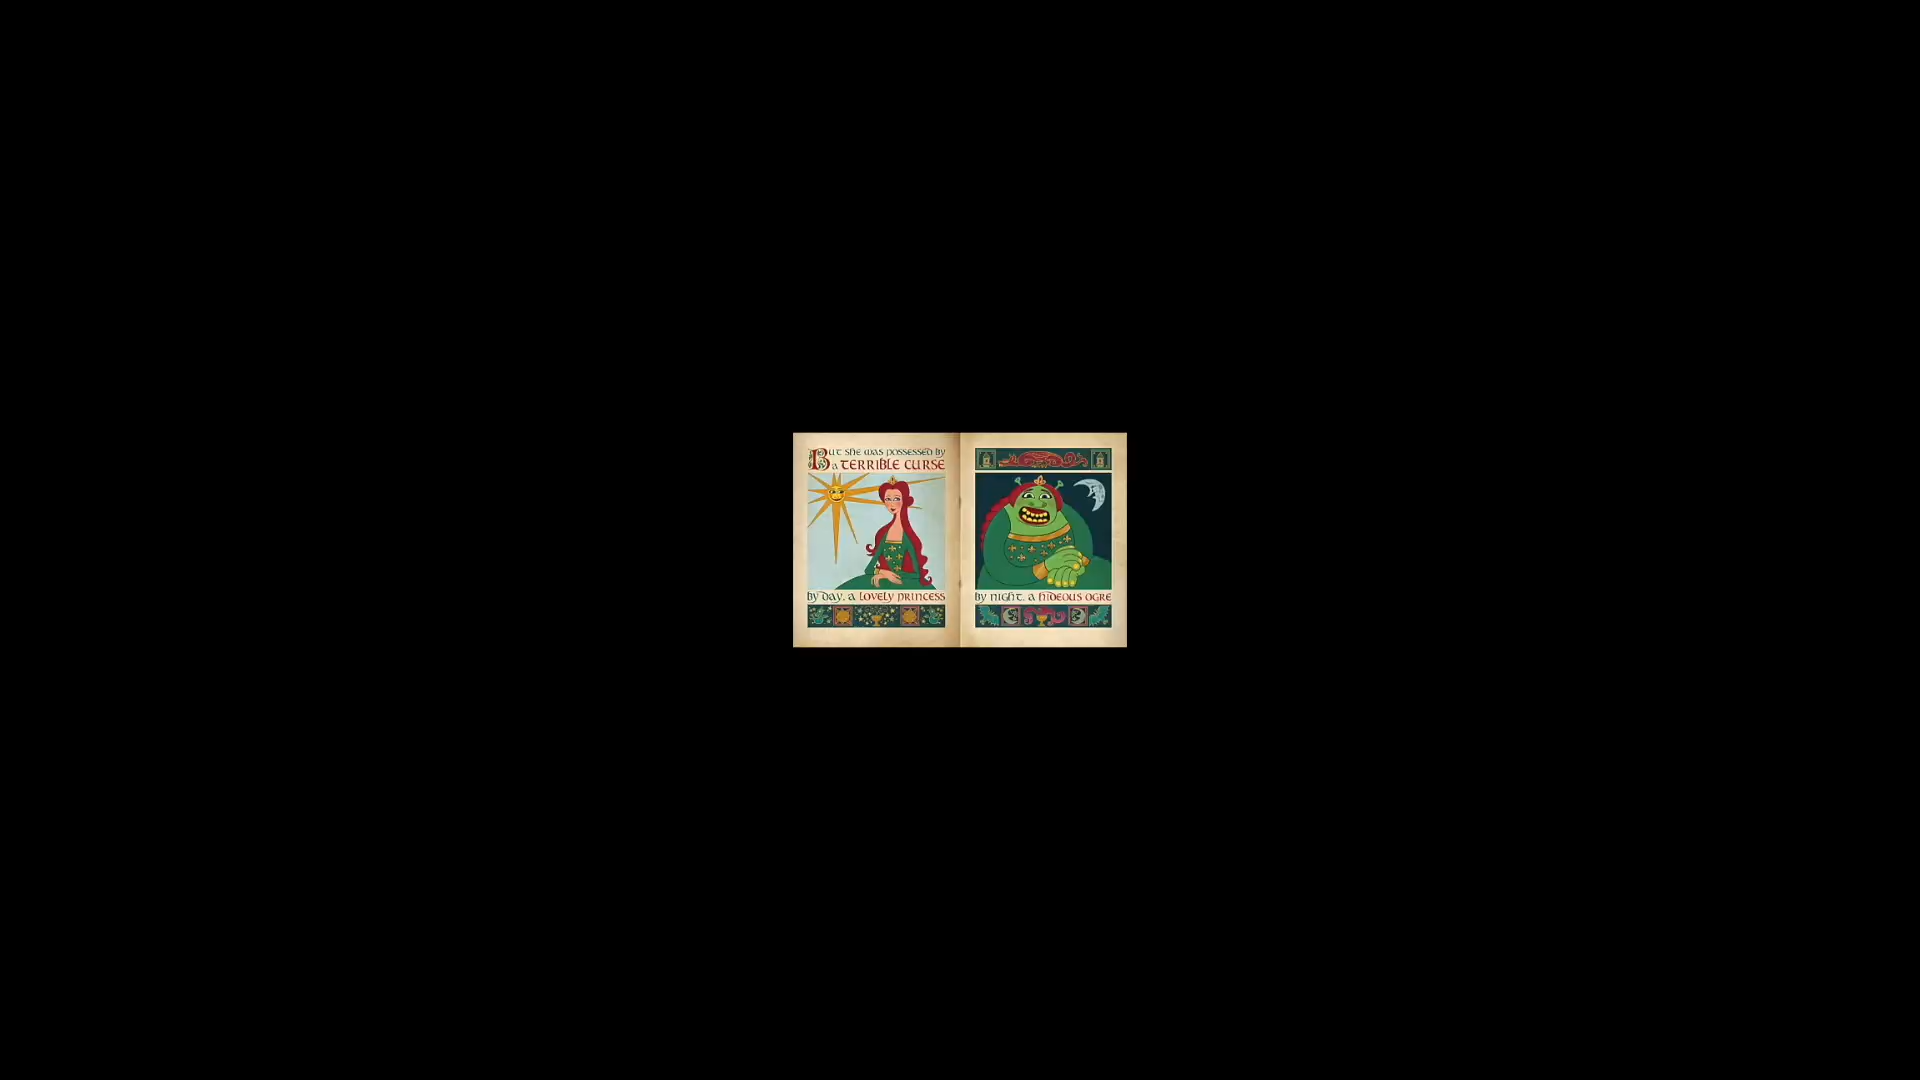 But she was possessed by
a TERRIBLE CURSE
by day, a LOVELY PRINCESS
By night, a HIDEOUS OGRE